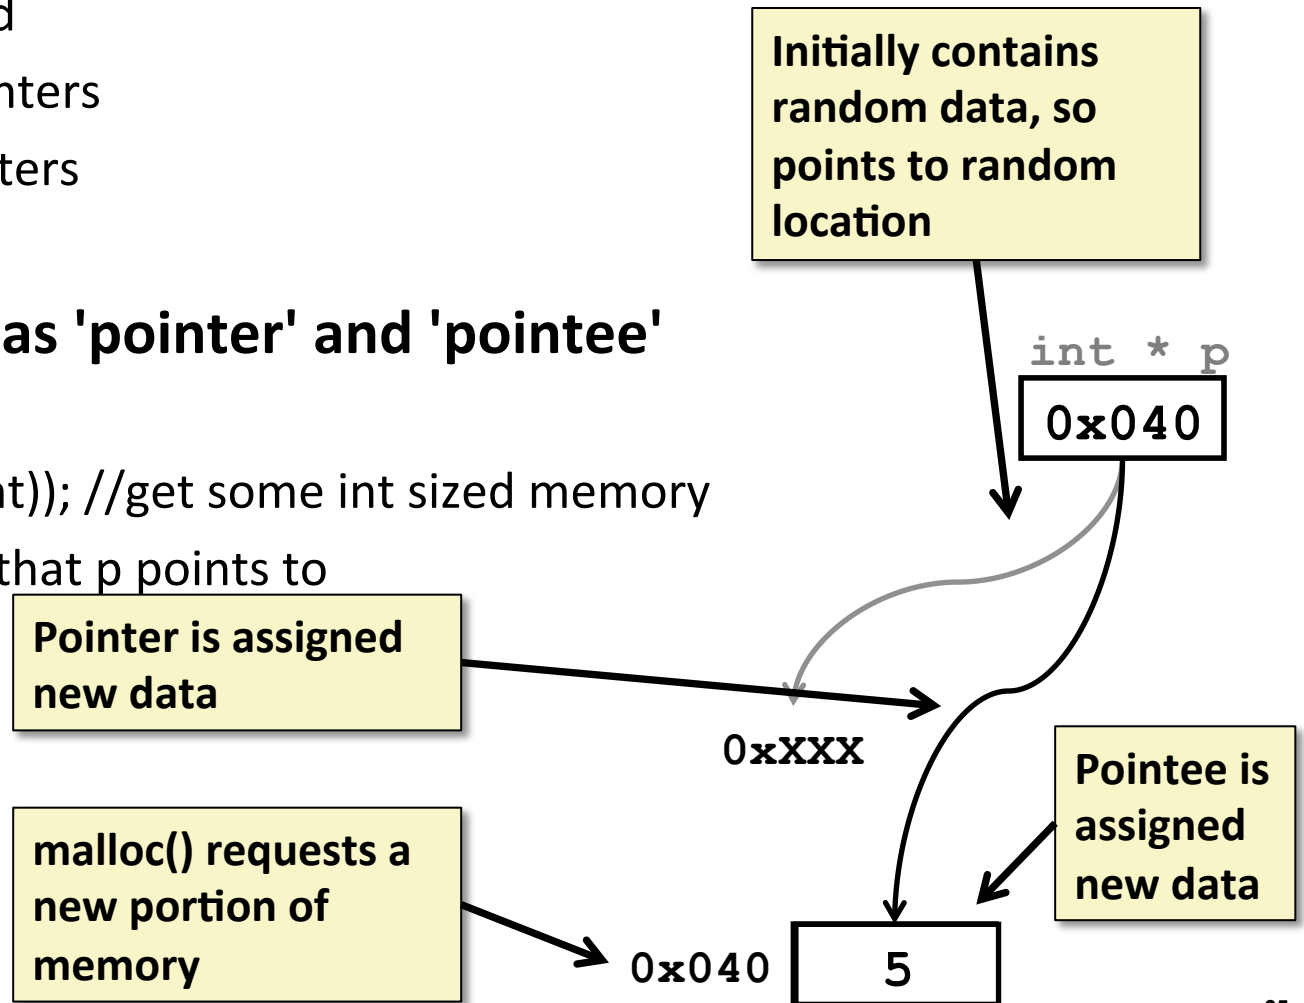 d
nters
ters
Initially contains
random data, so
points to random
location
as 'pointer' and 'pointee'
int * p
0x040
t)); //get some int sized memory
that p points to
Pointer is assigned
new data
0xXXX
Pointee is
assigned
new data
malloc() requests a
new portion of
memory
0x040
5